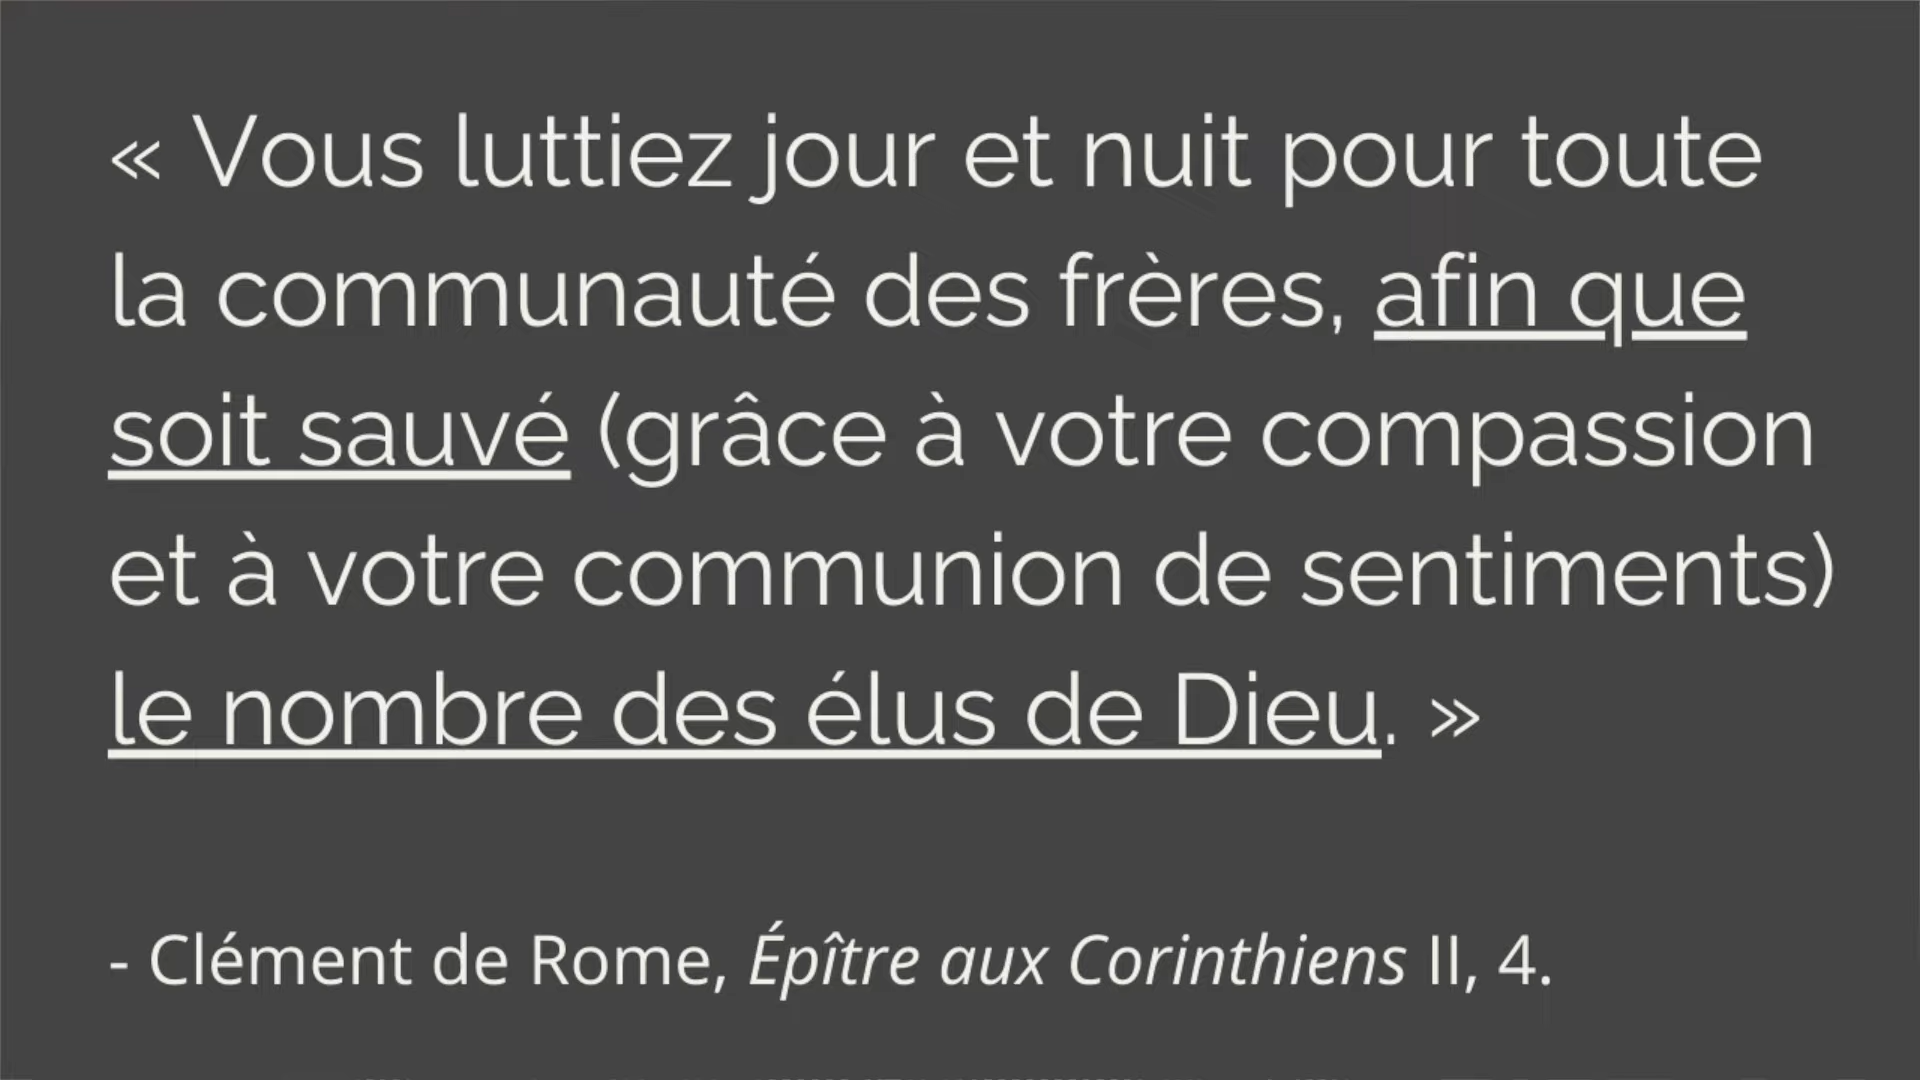 « Vous luttiez jour et nuit pour toute
la communauté des frères, afin que
soit sauvé (grâce à votre compassion
et à votre communion de sentiments)
le nombre des élus de Dieu. »
- Clément de Rome, Épître aux Corinthiens II, 4.